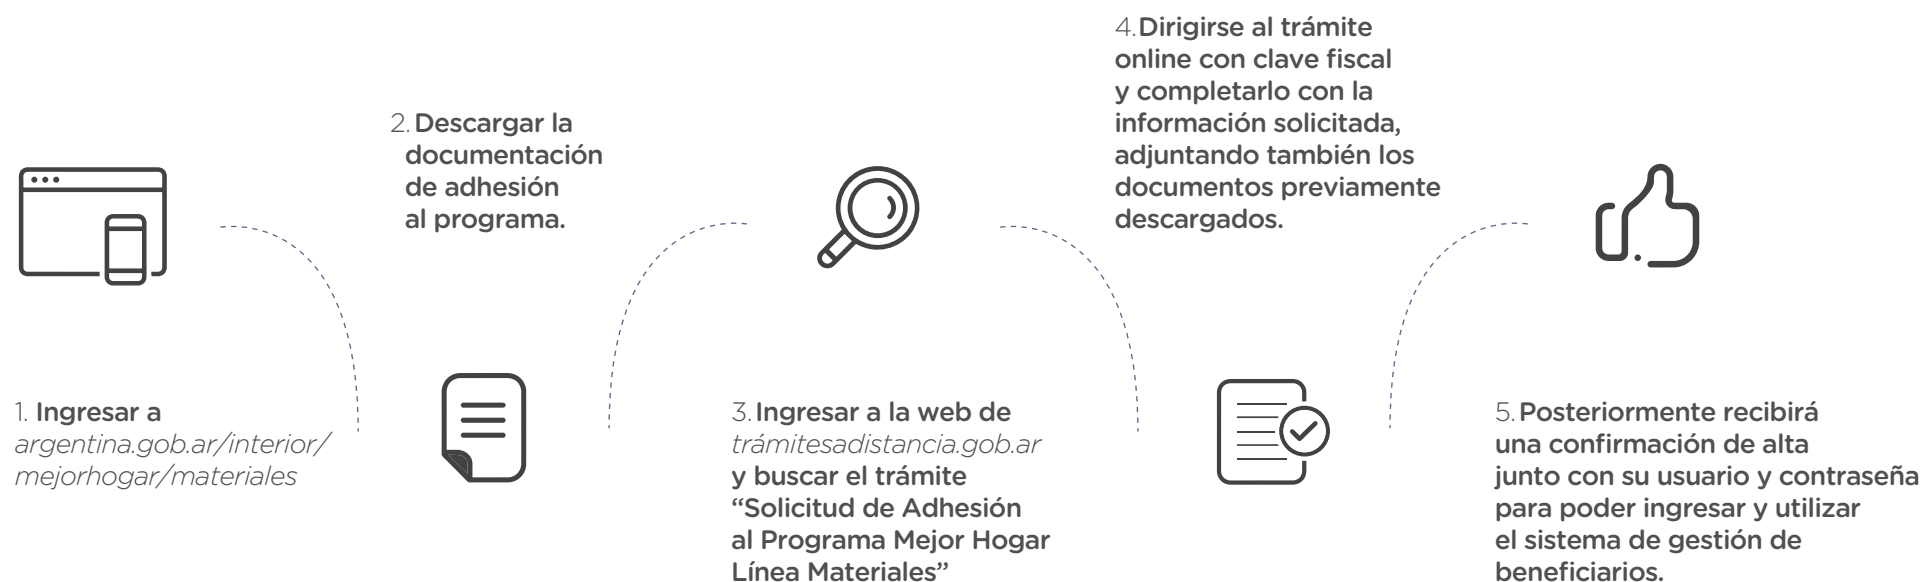 1. Ingresar a
argentina.gob.ar/interior/
mejorhogar/materiales
2. Descargar la
documentación
de adhesión
al programa.
3. Ingresar a la web de
trámitesadistancia.gob.ar
y buscar el trámite
“Solicitud de Adhesión
al Programa Mejor Hogar
Línea Materiales”
4. Dirigirse al trámite
online con clave fiscal
y completarlo con la
información solicitada,
adjuntando también los
documentos previamente
descargados.
5. Posteriormente recibirá
una confirmación de alta
junto con su usuario y contraseña
para poder ingresar y utilizar
el sistema de gestión de
beneficiarios.